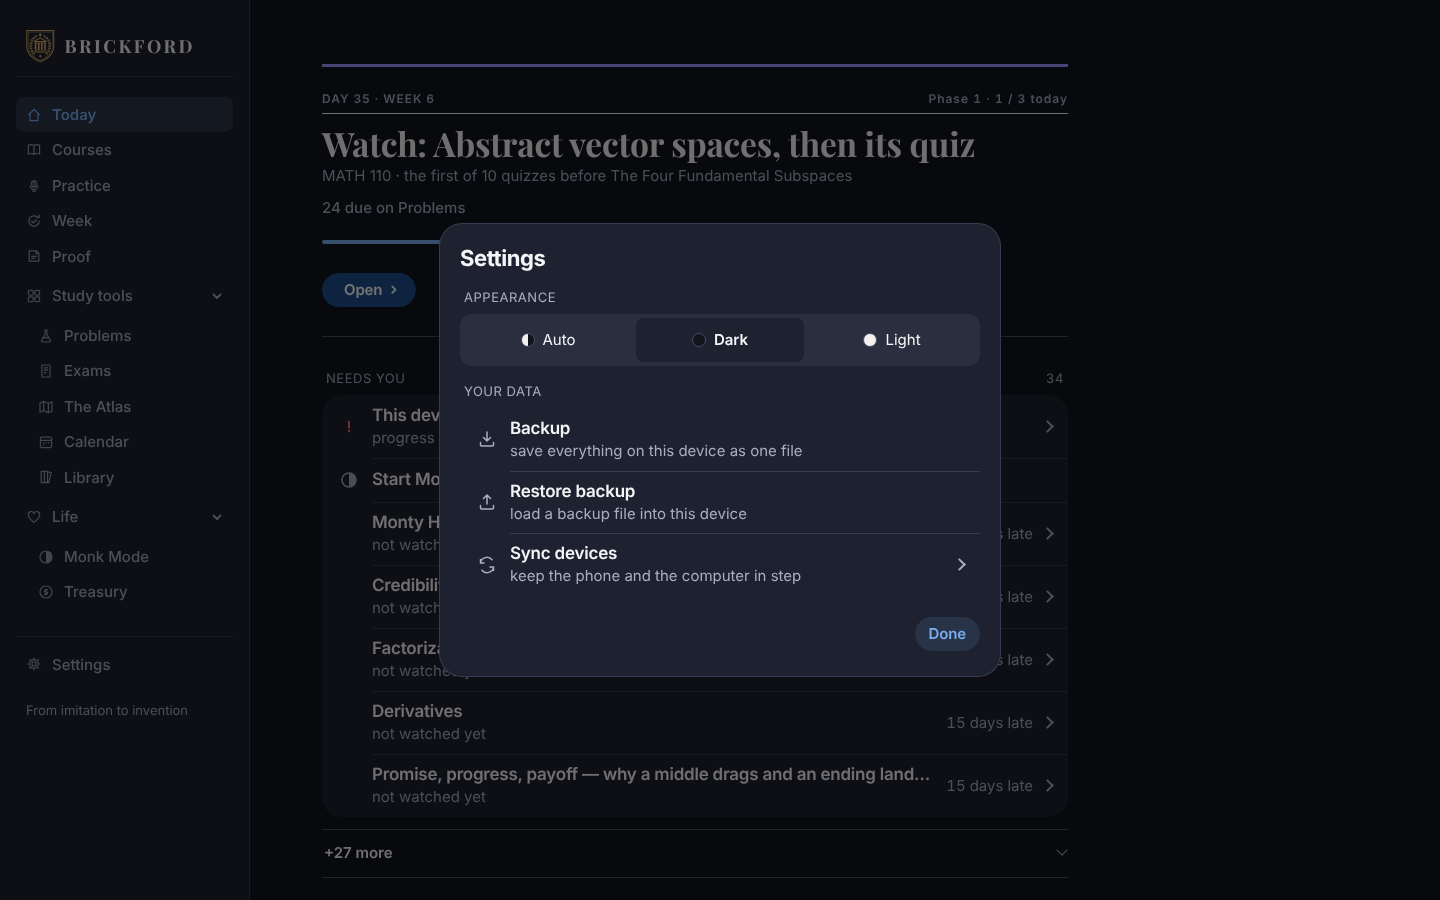 BRICKFORD
Today
Courses
Practice
Week
Proof
Study tools
Problems
Exams
The Atlas
Calendar
Library
Life
Monk Mode
Treasury
Settings
From imitation to invention
DAY 35 · WEEK 6
Phase 1 · 1 / 3 today
Watch: Abstract vector spaces, then its quiz
MATH 110 · the first of 10 quizzes before The Four Fundamental Subspaces
24 due on Problems
Open
NEEDS YOU
34
! This dev
progress
Start Mo
Monty H
not watch
s late
Credibili
not watch
s late
Factoriza
not watched
s late
Derivatives
not watched yet
15 days late
Promise, progress, payoff — why a middle drags and an ending land...
not watched yet
15 days late
+27 more
Settings
APPEARANCE
Auto
Dark
Light
YOUR DATA
Backup
save everything on this device as one file
Restore backup
load a backup file into this device
Sync devices
keep the phone and the computer in step
Done